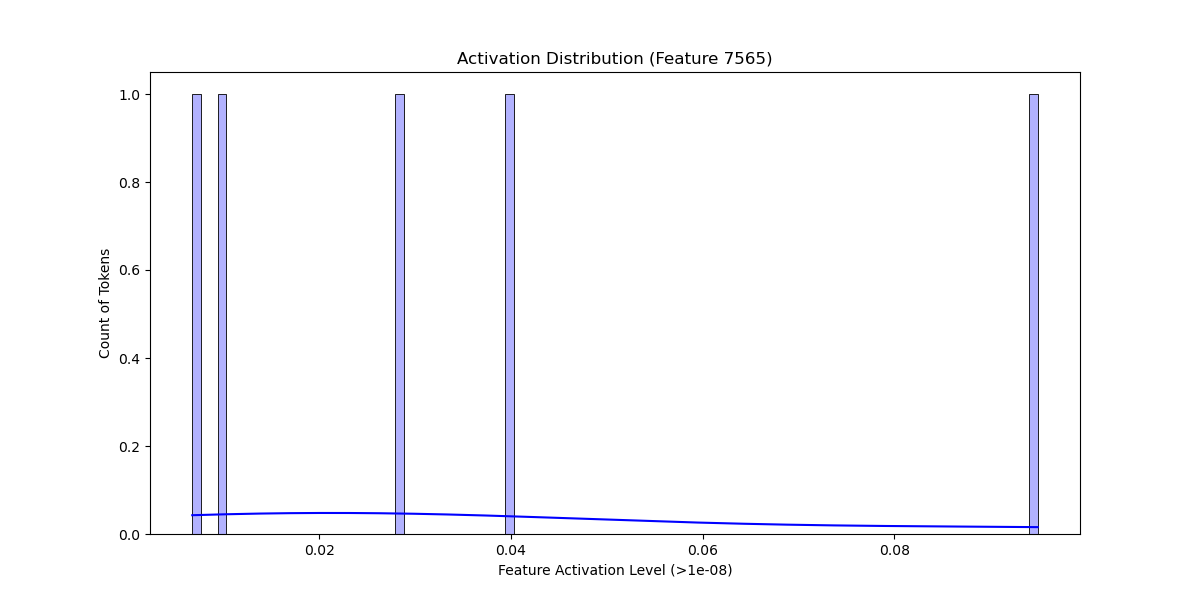 Activation Distribution (Feature 7565)
1.0
0.8
0.6
0.4
0.2
0.0
Count of Tokens
0.02 0.04 0.06 0.08
Feature Activation Level (>1e-08)